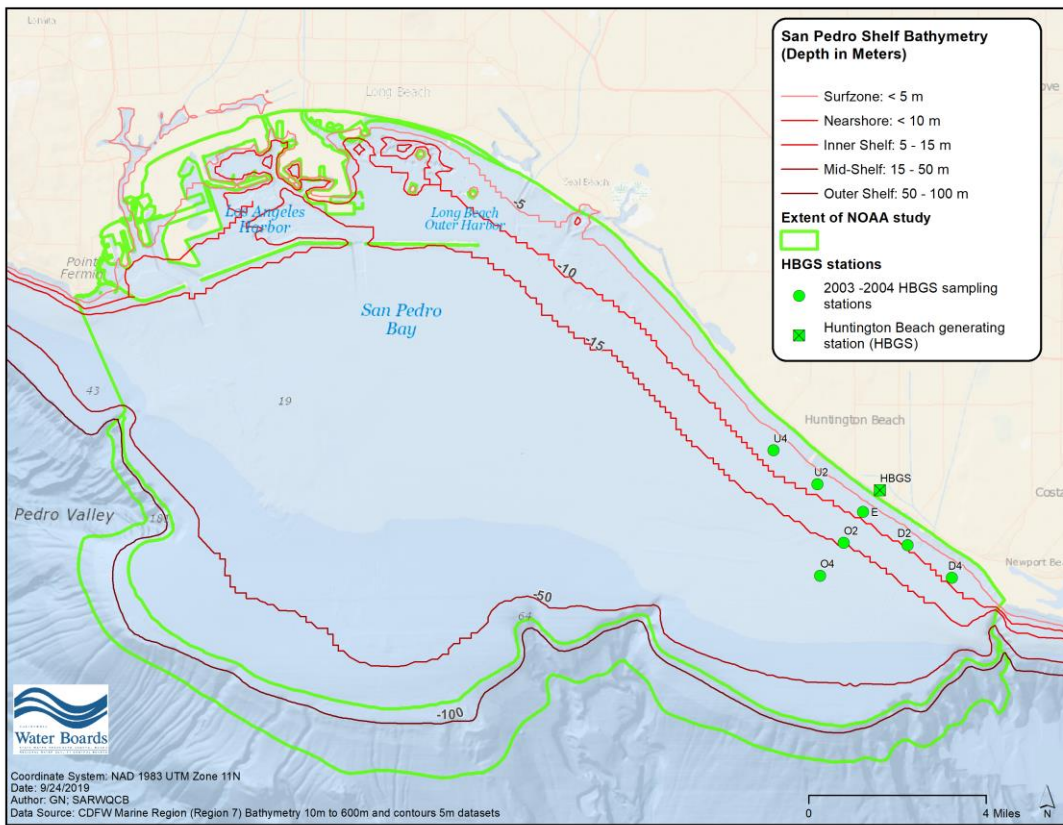 Lomita
Long Beach
Seal Beach
Los Angeles
Harbor
Long Beach
Outer Harbor
-5
-10
-15
Point
Fermin
San Pedro
Bay
43
19
Huntington Beach
U4
U2
HBGS
E
O2
D2
O4
D4
Costa
Newport Bea
Pedro Valley
181
-50
64
-100
San Pedro Shelf Bathymetry
(Depth in Meters)
Surfzone: < 5 m
Nearshore: < 10 m
Inner Shelf: 5 - 15 m
Mid-Shelf: 15 - 50 m
Outer Shelf: 50 - 100 m
Extent of NOAA study
HBGS stations
2003 -2004 HBGS sampling
stations
Huntington Beach generating
station (HBGS)
ove
CALIFORNIA
Water Boards
Coordinate System: NAD 1983 UTM Zone 11N
Date: 9/24/2019
Author: GN; SARWQCB
Data Source: CDFW Marine Region (Region 7) Bathymetry 10m to 600m and contours 5m datasets
0 4 Miles
N